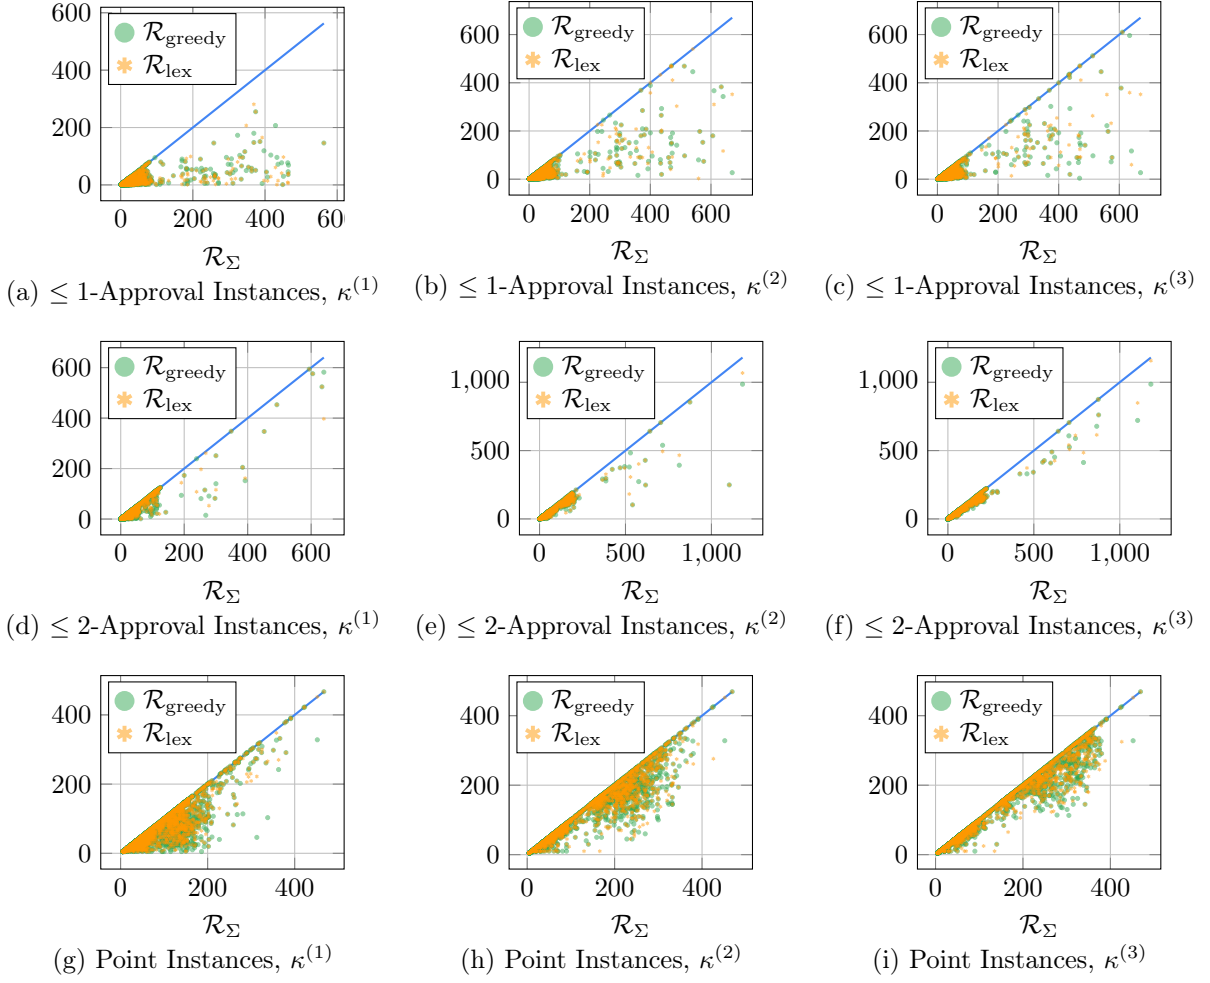 600
400
200
0
0
200
400
600
R_greedy
R_lex
R_Σ
(a) ≤ 1-Approval Instances, κ^(1)
600
400
200
0
0
200
400
600
R_greedy
R_lex
R_Σ
(b) ≤ 1-Approval Instances, κ^(2)
600
400
200
0
0
200
400
600
R_greedy
R_lex
R_Σ
(c) ≤ 1-Approval Instances, κ^(3)
600
400
200
0
0
200
400
600
R_greedy
R_lex
R_Σ
(d) ≤ 2-Approval Instances, κ^(1)
1,000
500
0
0
500
1,000
R_greedy
R_lex
R_Σ
(e) ≤ 2-Approval Instances, κ^(2)
1,000
500
0
0
500
1,000
R_greedy
R_lex
R_Σ
(f) ≤ 2-Approval Instances, κ^(3)
400
200
0
0
200
400
R_greedy
R_lex
R_Σ
(g) Point Instances, κ^(1)
400
200
0
0
200
400
R_greedy
R_lex
R_Σ
(h) Point Instances, κ^(2)
400
200
0
0
200
400
R_greedy
R_lex
R_Σ
(i) Point Instances, κ^(3)